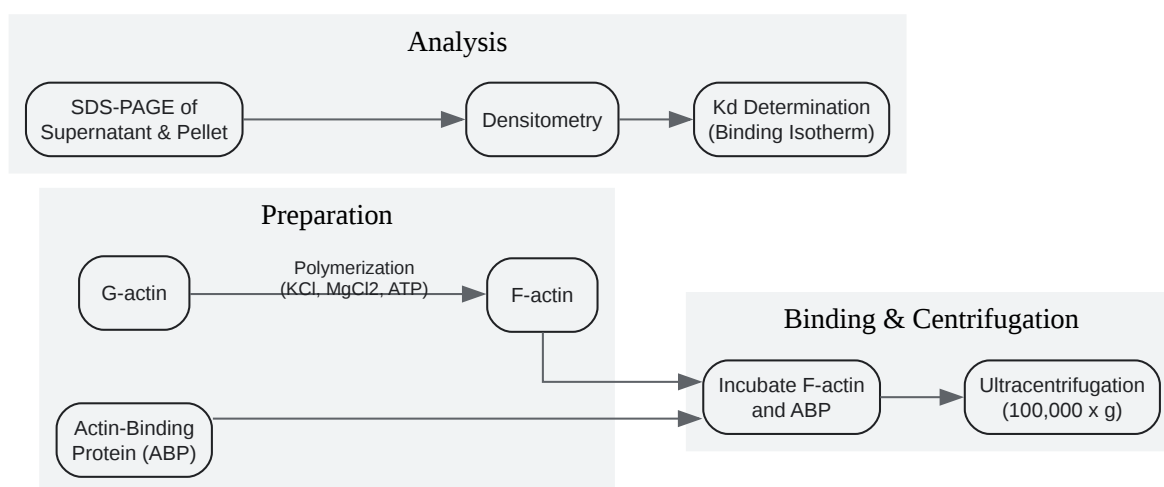 Analysis
SDS-PAGE of
Supernatant & Pellet
Densitometry
Kd Determination
(Binding Isotherm)
Preparation
G-actin
Polymerization
(KCl, MgCl2, ATP)
F-actin
Actin-Binding
Protein (ABP)
Binding & Centrifugation
Incubate F-actin
and ABP
Ultracentrifugation
(100,000 x g)